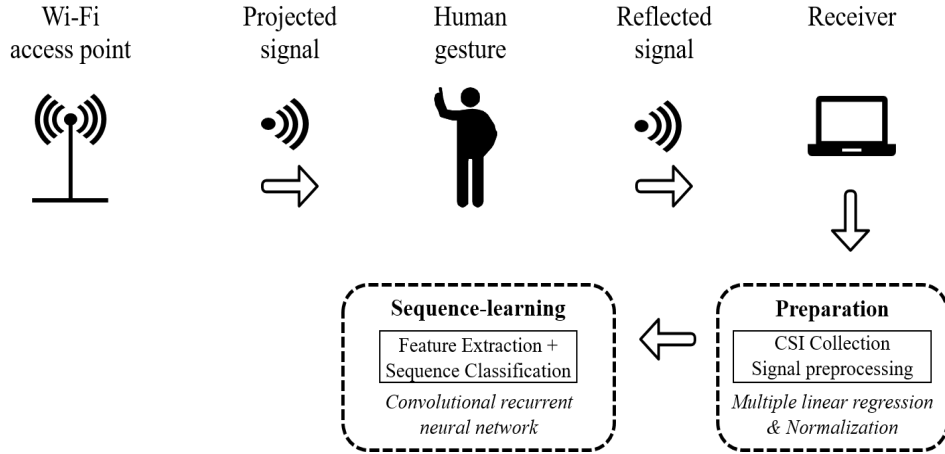 Wi-Fi
access point
Projected
signal
Human
gesture
Reflected
signal
Receiver
Sequence-learning
Feature Extraction +
Sequence Classification
Convolutional recurrent
neural network
Preparation
CSI Collection
Signal preprocessing
Multiple linear regression
& Normalization